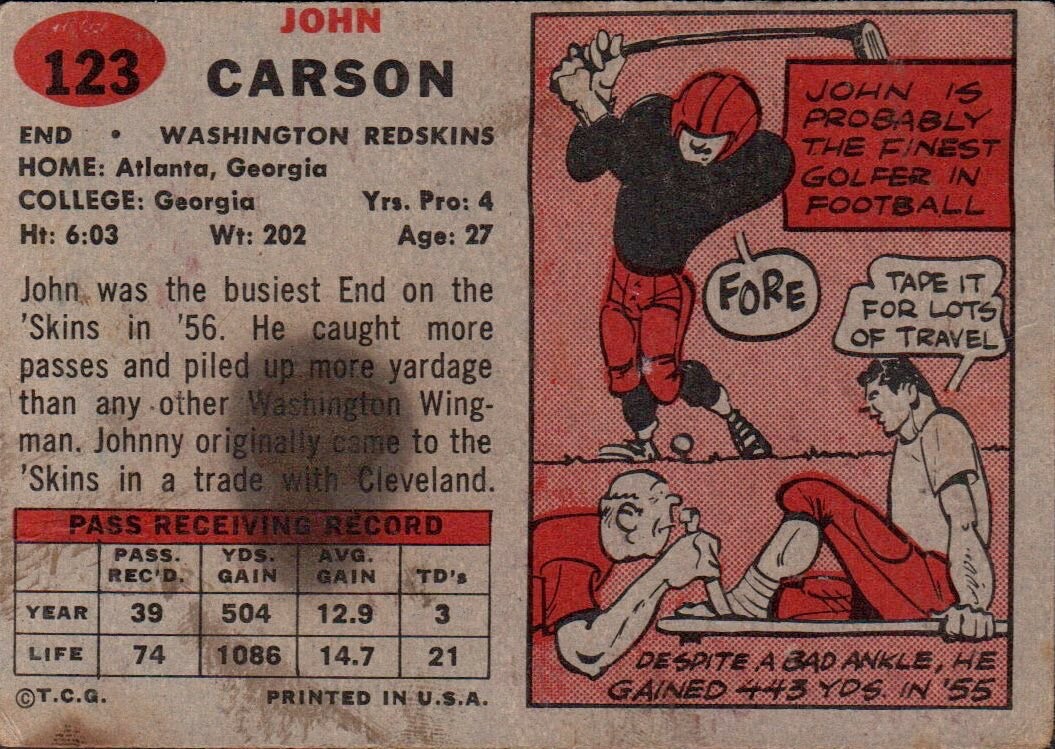 123
JOHN
CARSON
END • WASHINGTON REDSKINS
HOME: Atlanta, Georgia
COLLEGE: Georgia Yrs. Pro: 4
Ht: 6:03 Wt: 202 Age: 27
John was the busiest End on the
'Skins in '56. He caught more
passes and piled up more yardage
than any other Washington Wing-
man. Johnny originally came to the
'Skins in a trade with Cleveland.
PASS RECEIVING RECORD
PASS. REC'D. YDS. GAIN AVG. GAIN TD's
YEAR 39 504 12.9 3
LIFE 74 1086 14.7 21
©T.C.G. PRINTED IN U.S.A.
JOHN IS
PROBABLY
THE FINEST
GOLFER IN
FOOTBALL
FORE
TAPE IT
FOR LOTS
OF TRAVEL
DESPITE A BAD ANKLE, HE
GAINED 443 YDS. IN '55